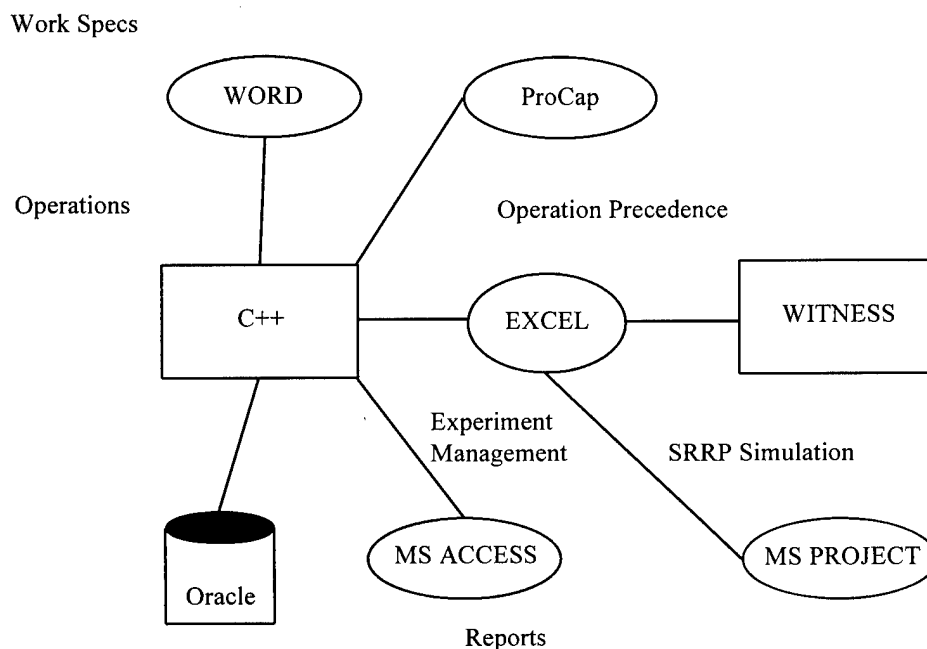 Work Specs
WORD
ProCap
Operations
Operation Precedence
C++
EXCEL
WITNESS
Experiment
Management
SRRP Simulation
MS ACCESS
MS PROJECT
Oracle
Reports